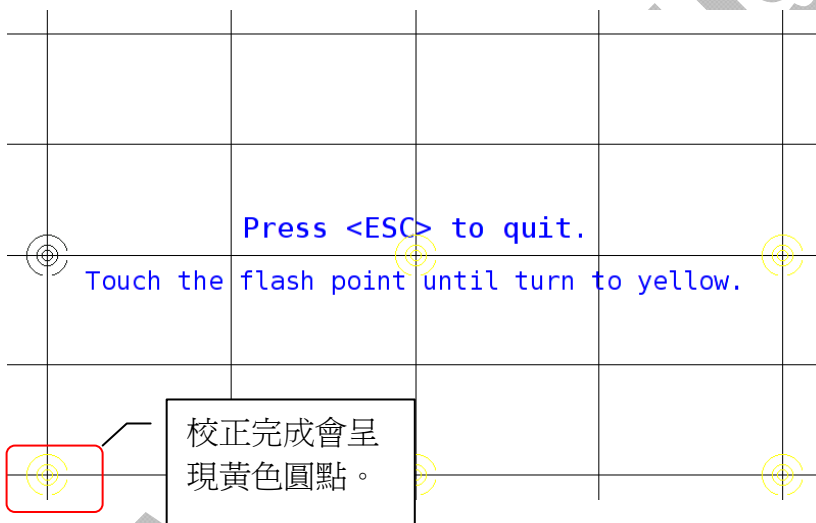 Press <ESC> to quit.
Touch the flash point until turn to yellow.
校正完成會呈
現黃色圓點。